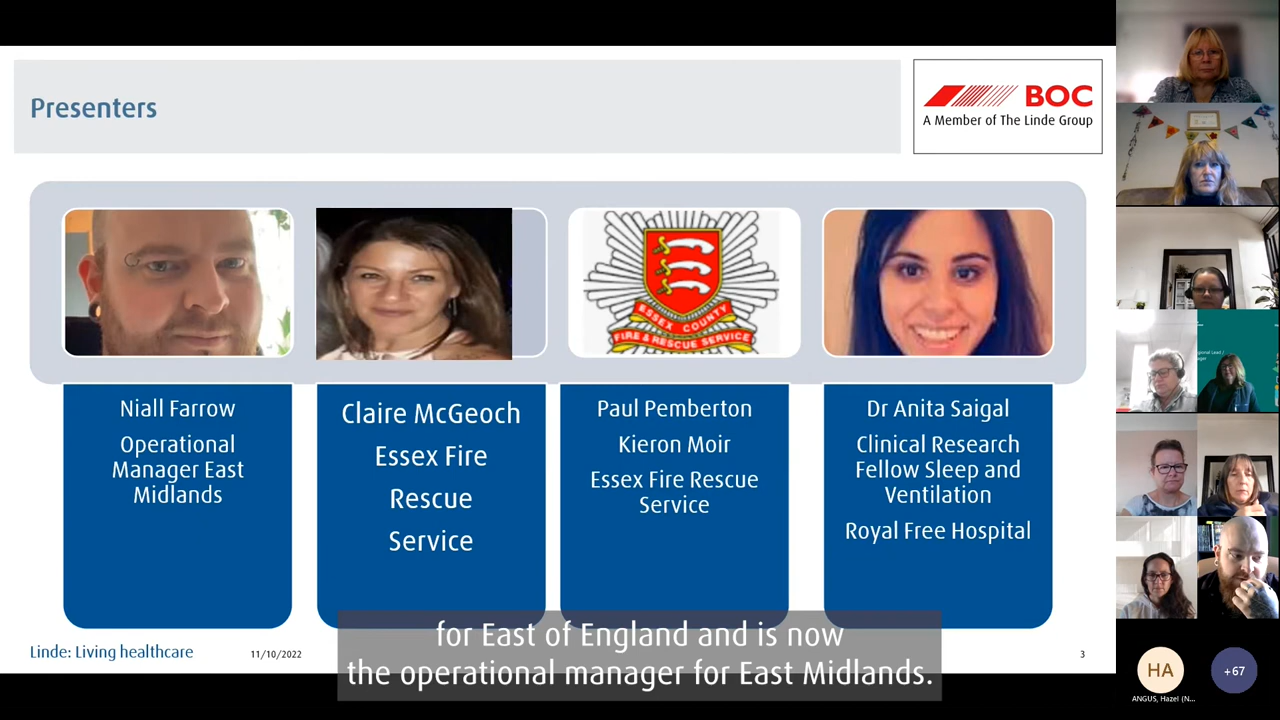 Presenters
BOC
A Member of The Linde Group
ESSEX COUNTY
FIRE & RESCUE SERVICE
Niall Farrow
Operational
Manager East
Midlands
Claire McGeoch
Essex Fire
Rescue
Service
Paul Pemberton
Kieron Moir
Essex Fire Rescue
Service
Dr Anita Saigal
Clinical Research
Fellow Sleep and
Ventilation
Royal Free Hospital
for East of England and is now
the operational manager for East Midlands.
Linde: Living healthcare
11/10/2022
3
HA
+67
ANGUS, Hazel (N...